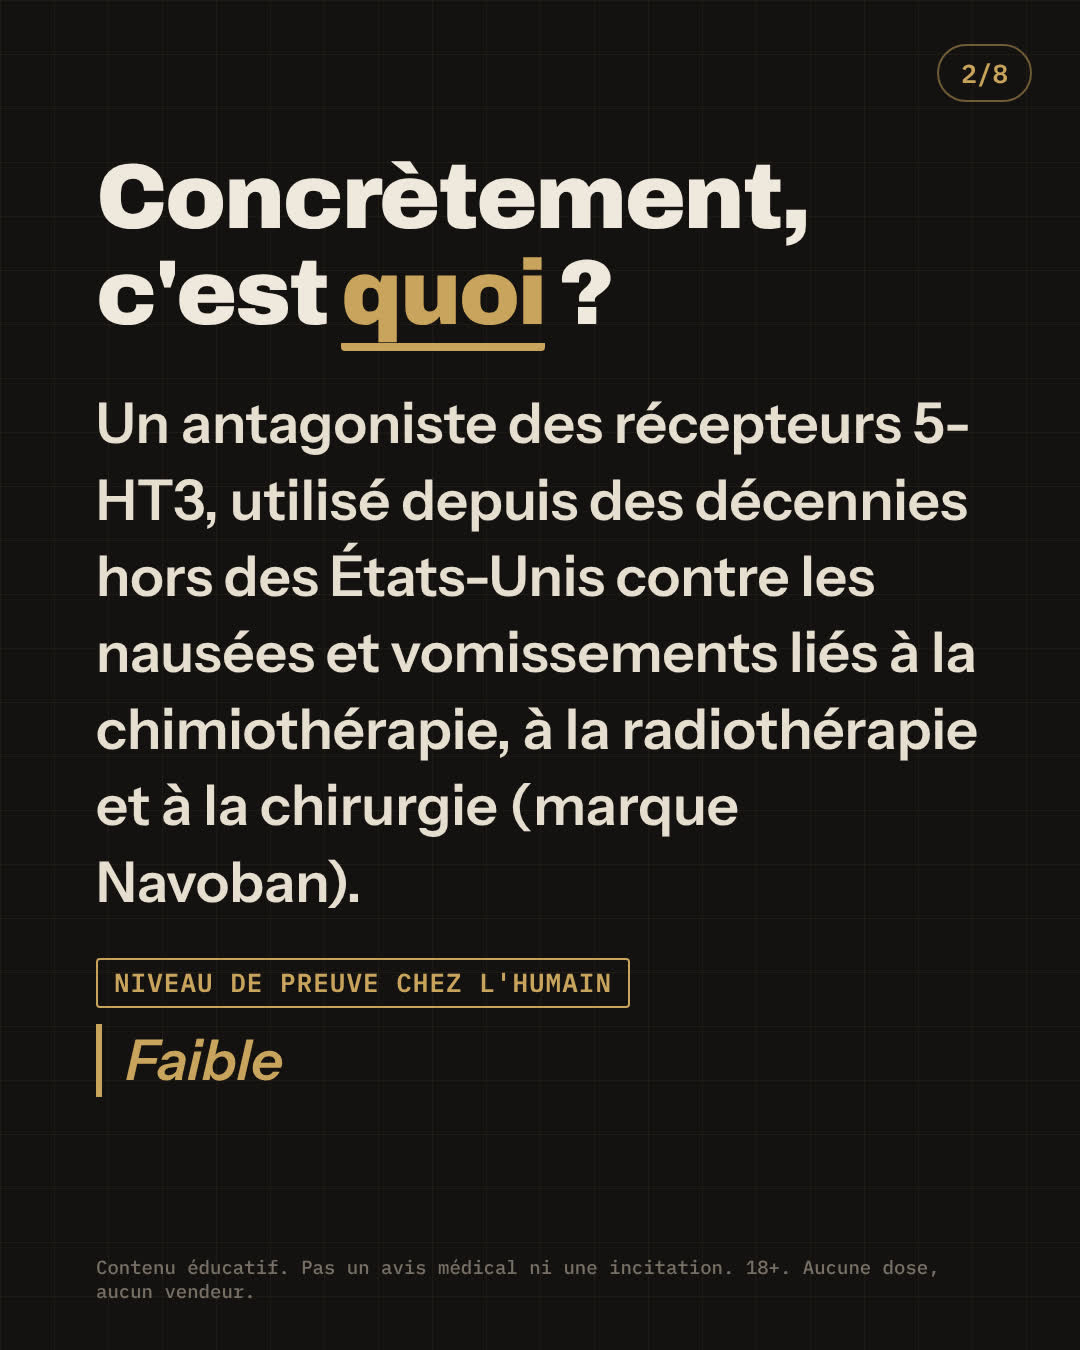 2/8
Concrètement,
c'est quoi ?
Un antagoniste des récepteurs 5-
HT3, utilisé depuis des décennies
hors des États-Unis contre les
nausées et vomissements liés à la
chimiothérapie, à la radiothérapie
et à la chirurgie (marque
Navoban).
NIVEAU DE PREUVE CHEZ L'HUMAIN
Faible
Contenu éducatif. Pas un avis médical ni une incitation. 18+. Aucune dose,
aucun vendeur.